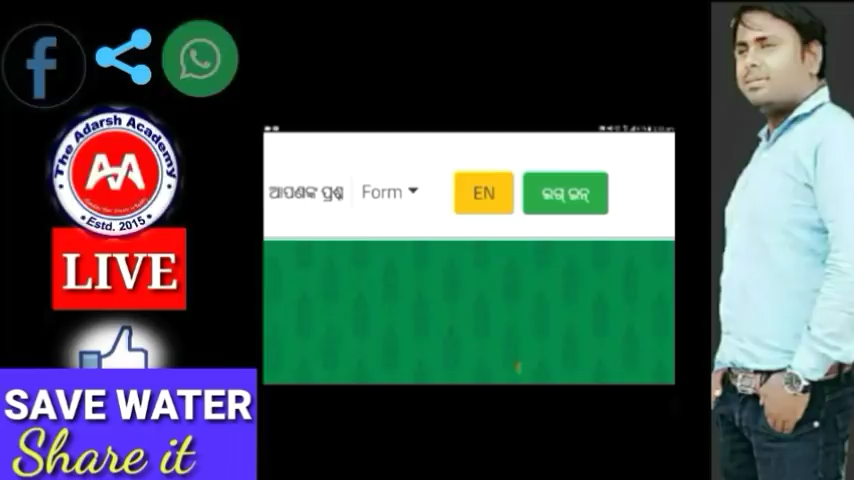 The Adarsh Academy
AA
Estd. 2015
LIVE
SAVE WATER
Share it
ଆପଣଙ୍କ ପ୍ରଶ୍ନ
Form
EN
ଲଗ୍ ଇନ୍